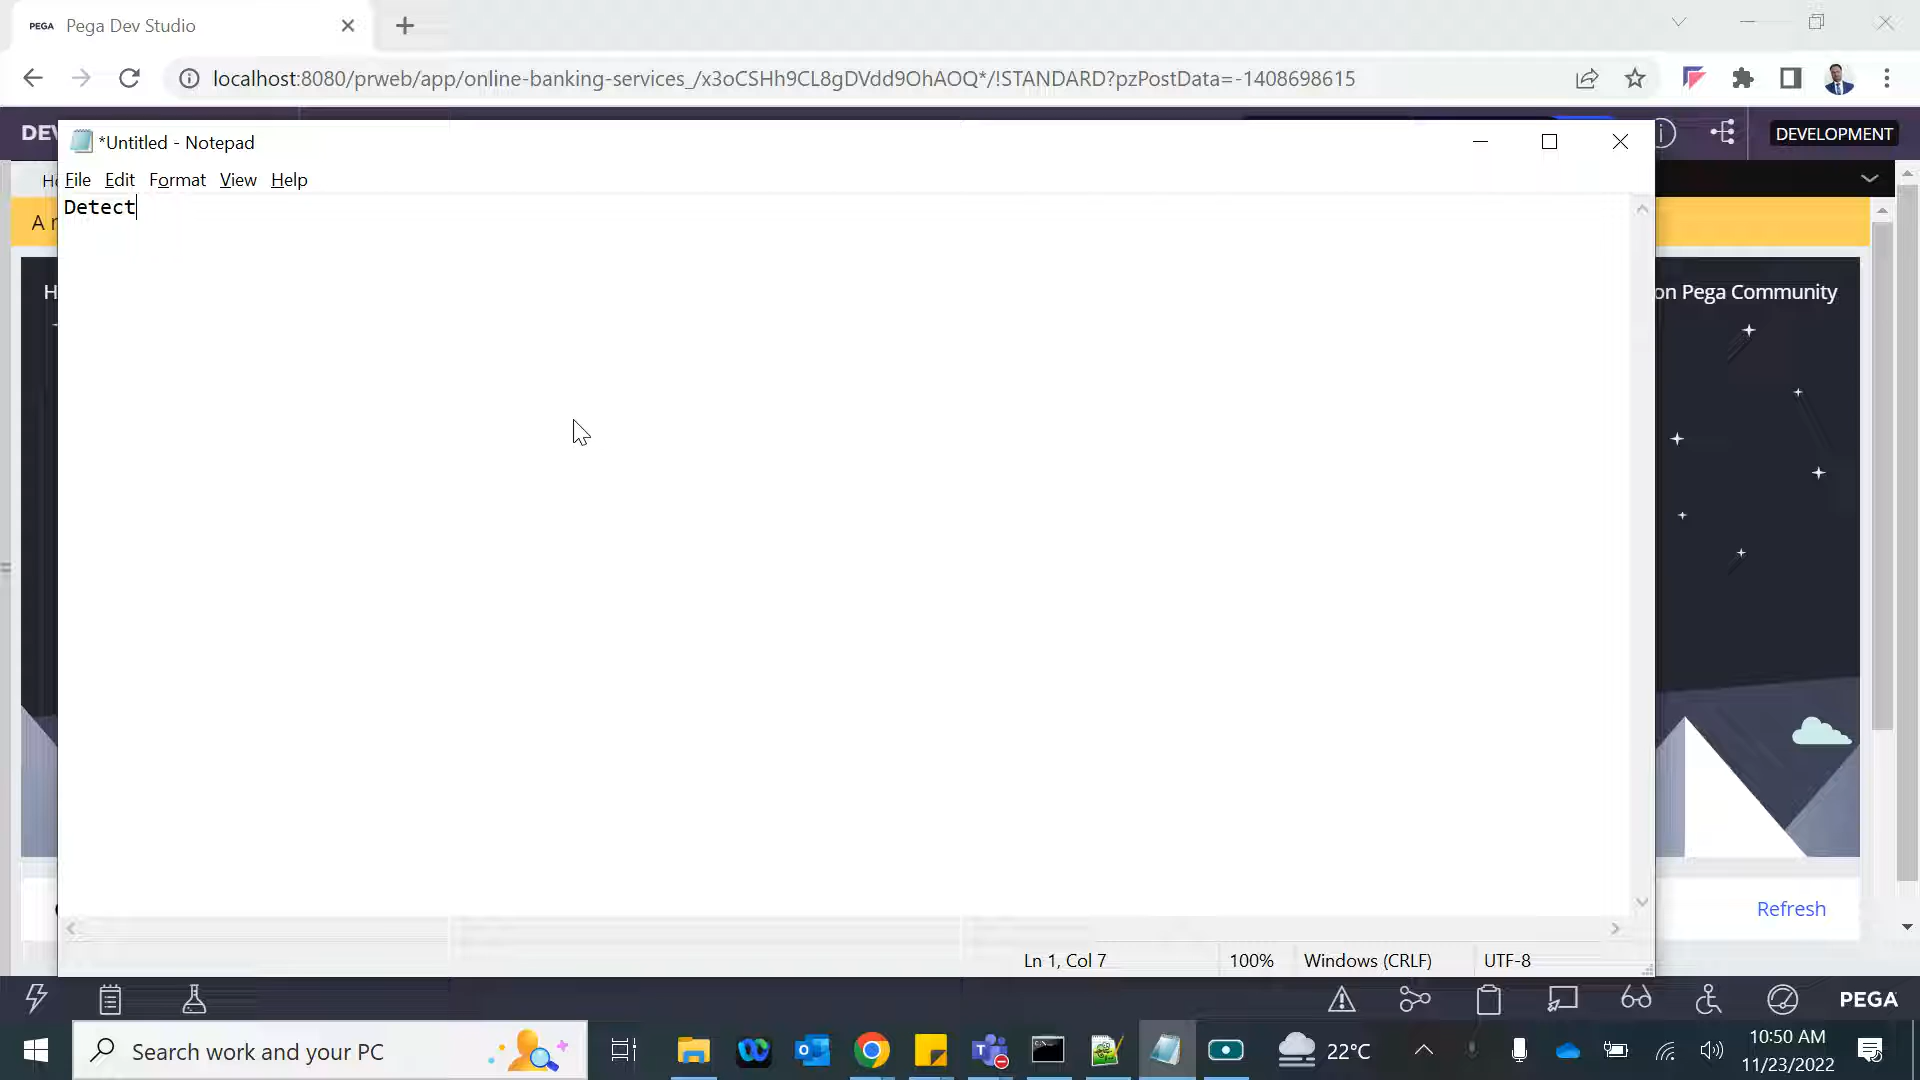 PEGA Pega Dev Studio
localhost:8080/prweb/app/online-banking-services_/x3oCSHh9CL8gDVdd9OhAOQ*/!STANDARD?pzPostData=-1408698615
DEV
DEVELOPMENT
*Untitled - Notepad
File Edit Format View Help
Detect
A
H
on Pega Community
Refresh
Ln 1, Col 7 100% Windows (CRLF) UTF-8
PEGA
Search work and your PC
22°C
10:50 AM
11/23/2022